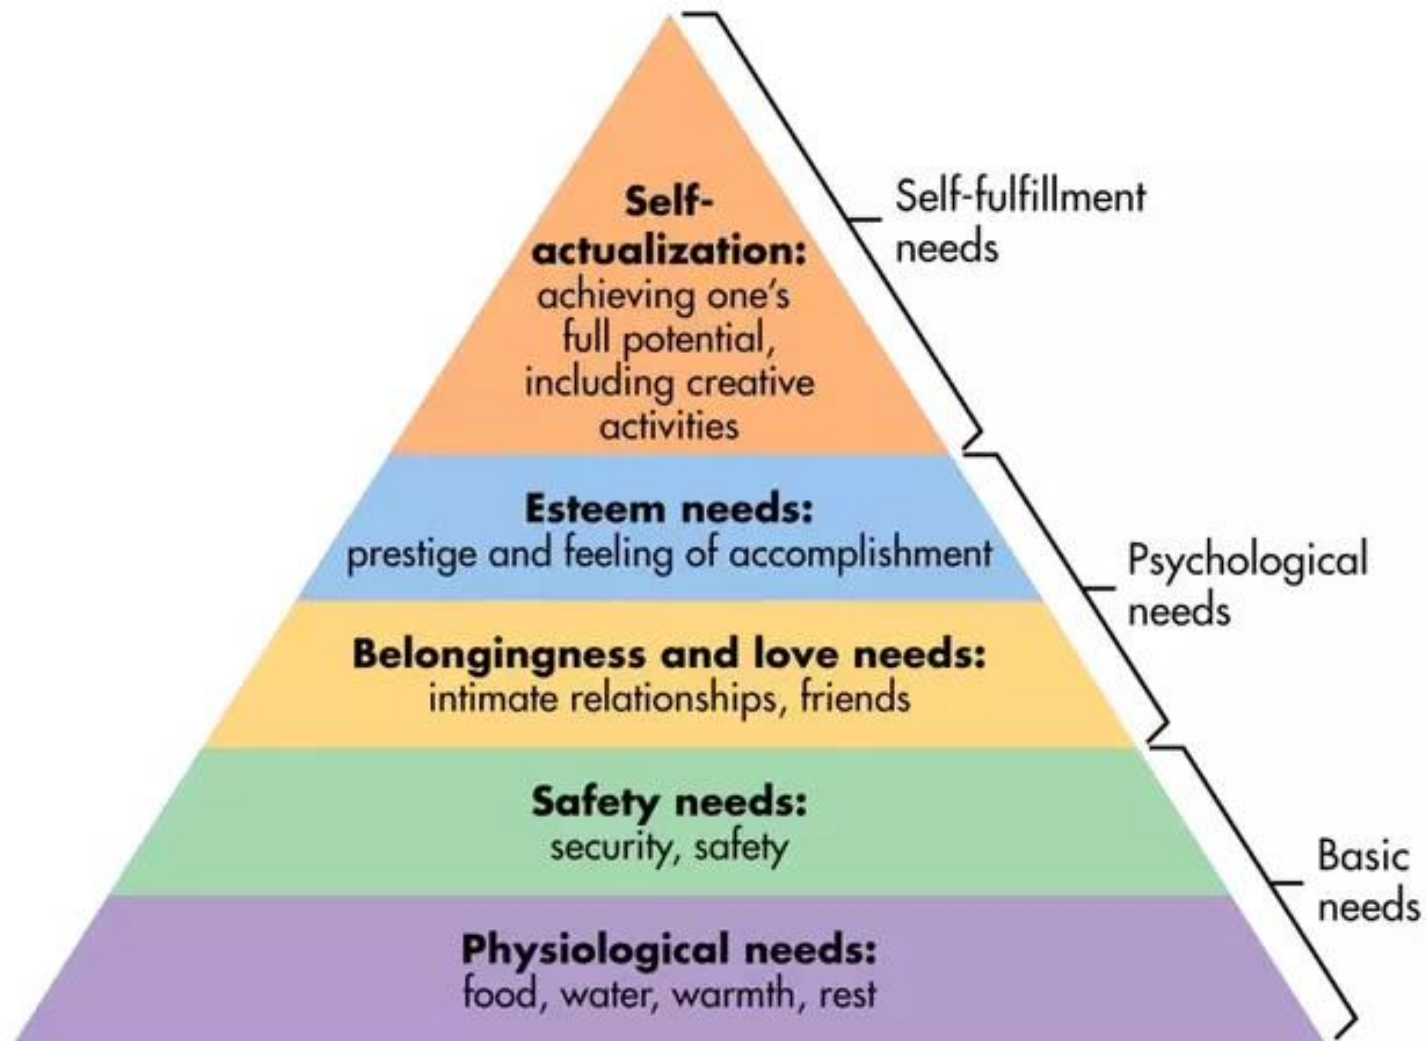 Self-
actualization:
achieving one's
full potential,
including creative
activities
Self-fulfillment
needs
Esteem needs:
prestige and feeling of accomplishment
Psychological
needs
Belongingness and love needs:
intimate relationships, friends
Safety needs:
security, safety
Basic
needs
Physiological needs:
food, water, warmth, rest